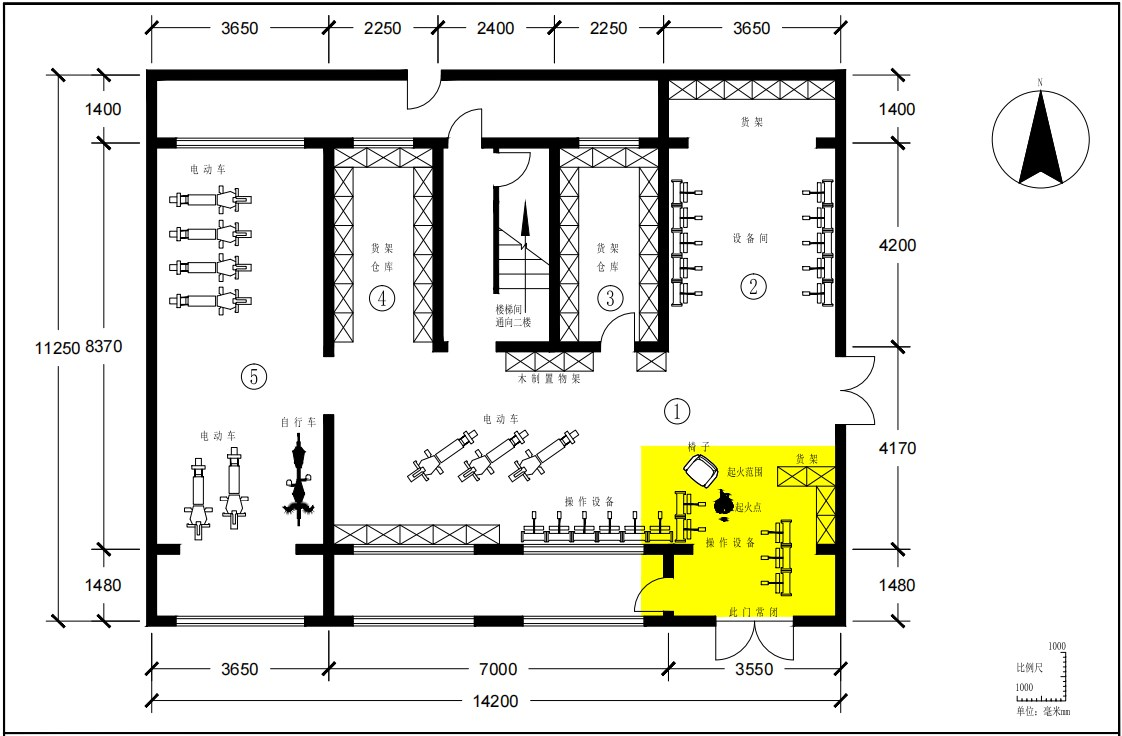 3650
2250
2400
2250
3650
N
1400
1400
货架
电动车
4200
设备间
货架
仓库
货架
仓库
②
④
③
楼梯间
通向二楼
11250
8370
木制置物架
⑤
①
自行车
电动车
电动车
椅子
4170
货架
起火范围
操作设备
起火点
操作设备
1480
1480
此门常闭
3650
7000
3550
14200
1000
比例尺
1000
单位：毫米mm